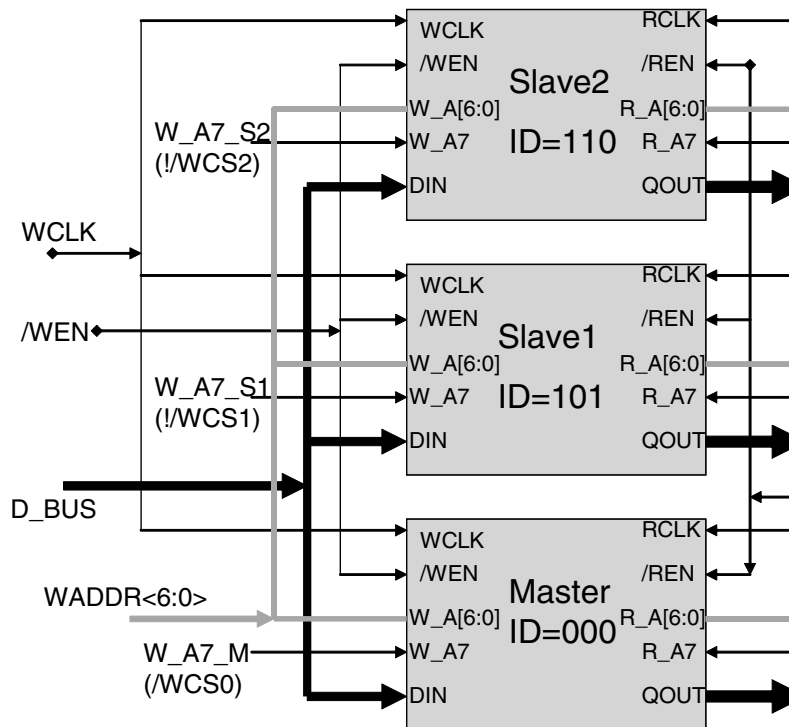 WCLK
RCLK
/WEN
/REN
Slave2
W_A[6:0]
R_A[6:0]
W_A7_S2
(!/WCS2)
W_A7
ID=110
R_A7
DIN
QOUT
WCLK
WCLK
RCLK
/WEN
/WEN
/REN
Slave1
W_A[6:0]
R_A[6:0]
W_A7_S1
(!/WCS1)
W_A7
ID=101
R_A7
DIN
QOUT
D_BUS
WCLK
RCLK
/WEN
/REN
Master
WADDR<6:0>
W_A[6:0]
R_A[6:0]
ID=000
W_A7_M
(/WCS0)
W_A7
R_A7
DIN
QOUT